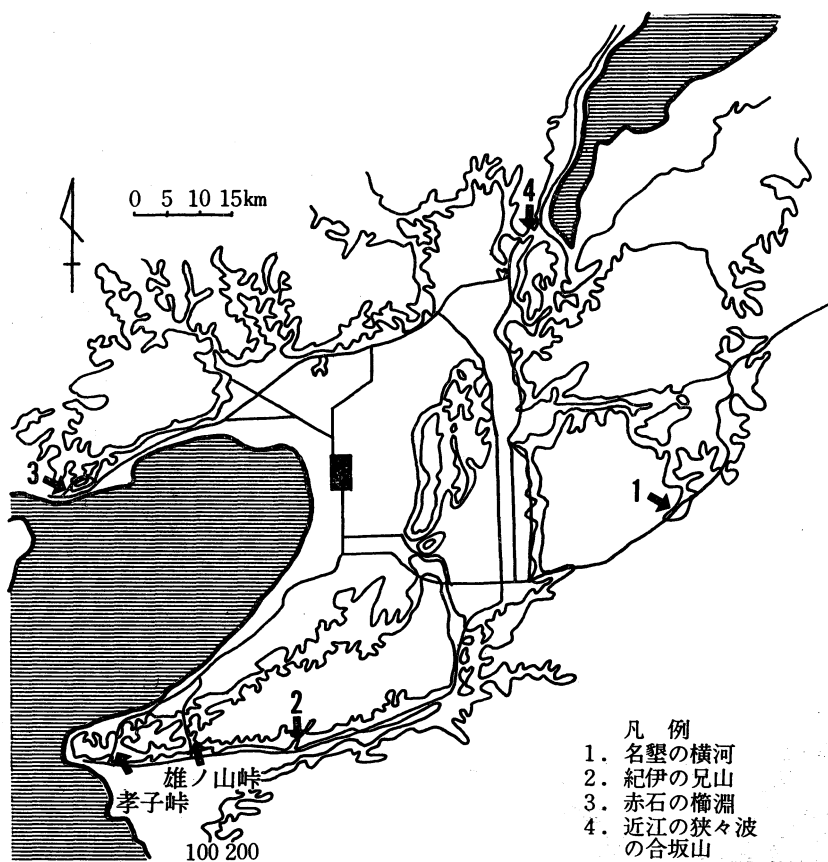 4
0 5 10 15km
3
1
2
雄ノ山峠
孝子峠
100 200
凡 例
1. 名墾の横河
2. 紀伊の兄山
3. 赤石の櫛淵
4. 近江の狭々波
の合坂山